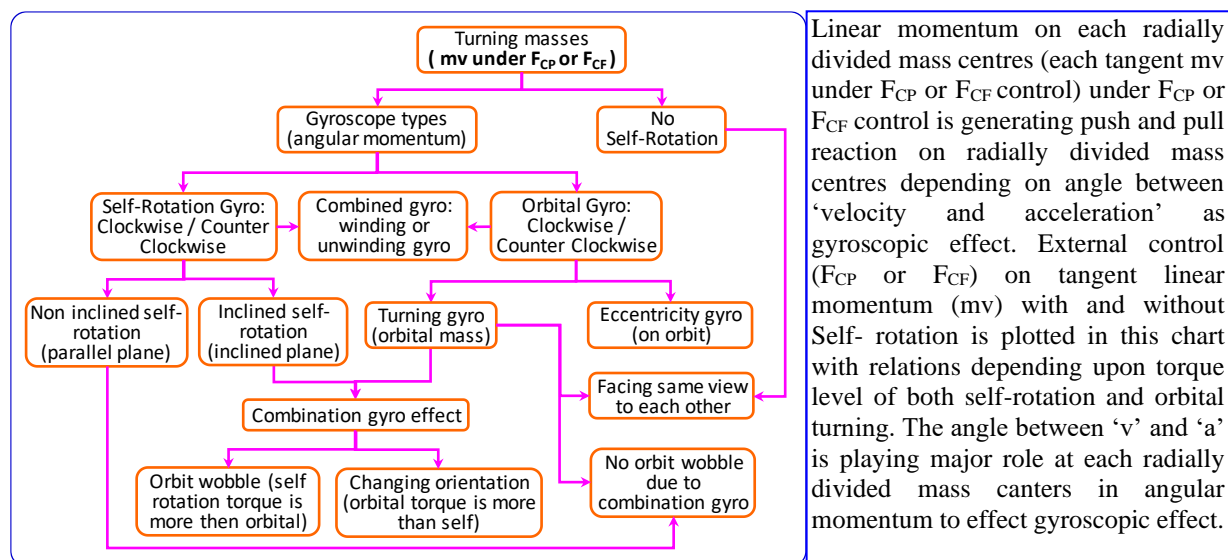 Turning masses
( mv under FCP or FCF)
Gyroscope types
(angular momentum)
No
Self-Rotation
Self-Rotation Gyro:
Clockwise / Counter
Clockwise
Combined gyro:
winding or
unwinding gyro
Orbital Gyro:
Clockwise /
Counter Clockwise
Non inclined self-
rotation
(parallel plane)
Inclined self-
rotation
(inclined plane)
Turning gyro
(orbital mass)
Eccentricity gyro
(on orbit)
Facing same view
to each other
Combination gyro effect
Orbit wobble (self
rotation torque is
more then orbital)
Changing orientation
(orbital torque is more
than self)
No orbit wobble
due to
combination gyro
Linear momentum on each radially
divided mass centres (each tangent mv
under FCP or FCF control) under FCP or
FCF control is generating push and pull
reaction on radially divided mass
centres depending on angle between
‘velocity and acceleration’ as
gyroscopic effect. External control
(FCP or FCF) on tangent linear
momentum (mv) with and without
Self- rotation is plotted in this chart
with relations depending upon torque
level of both self-rotation and orbital
turning. The angle between ‘v’ and ‘a’
is playing major role at each radially
divided mass canters in angular
momentum to effect gyroscopic effect.